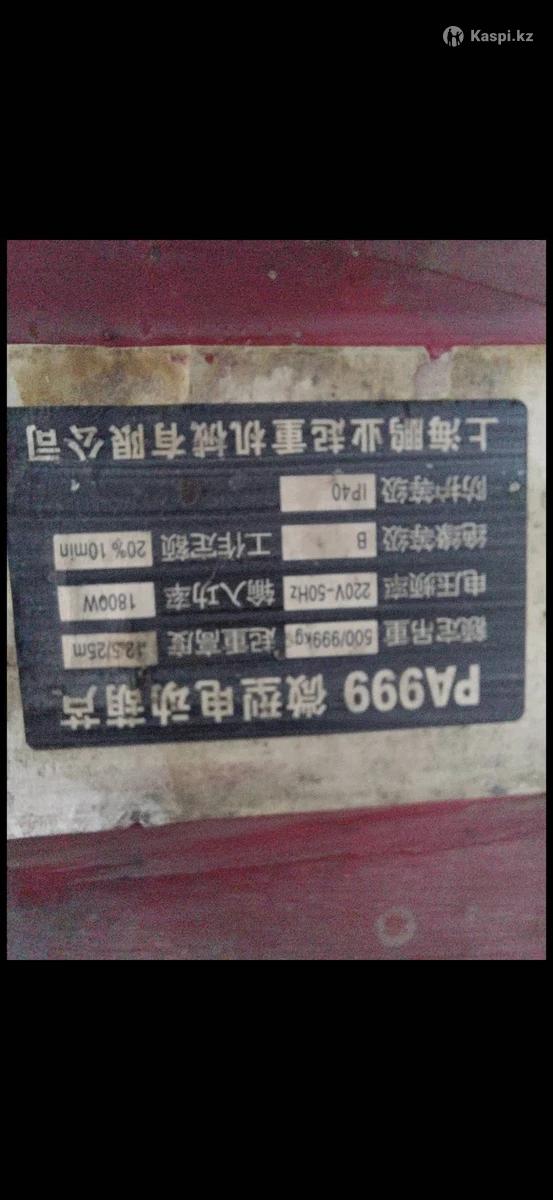 Kaspi.kz
PA999 微型电动葫芦
额定吊重 500/999kg 起重高度 12.5/25m
电压频率 220V~50Hz 输入功率 1800W
绝缘等级 B 工作定额 20% 10min
防护等级 IP40
上海鹏业起重机械有限公司